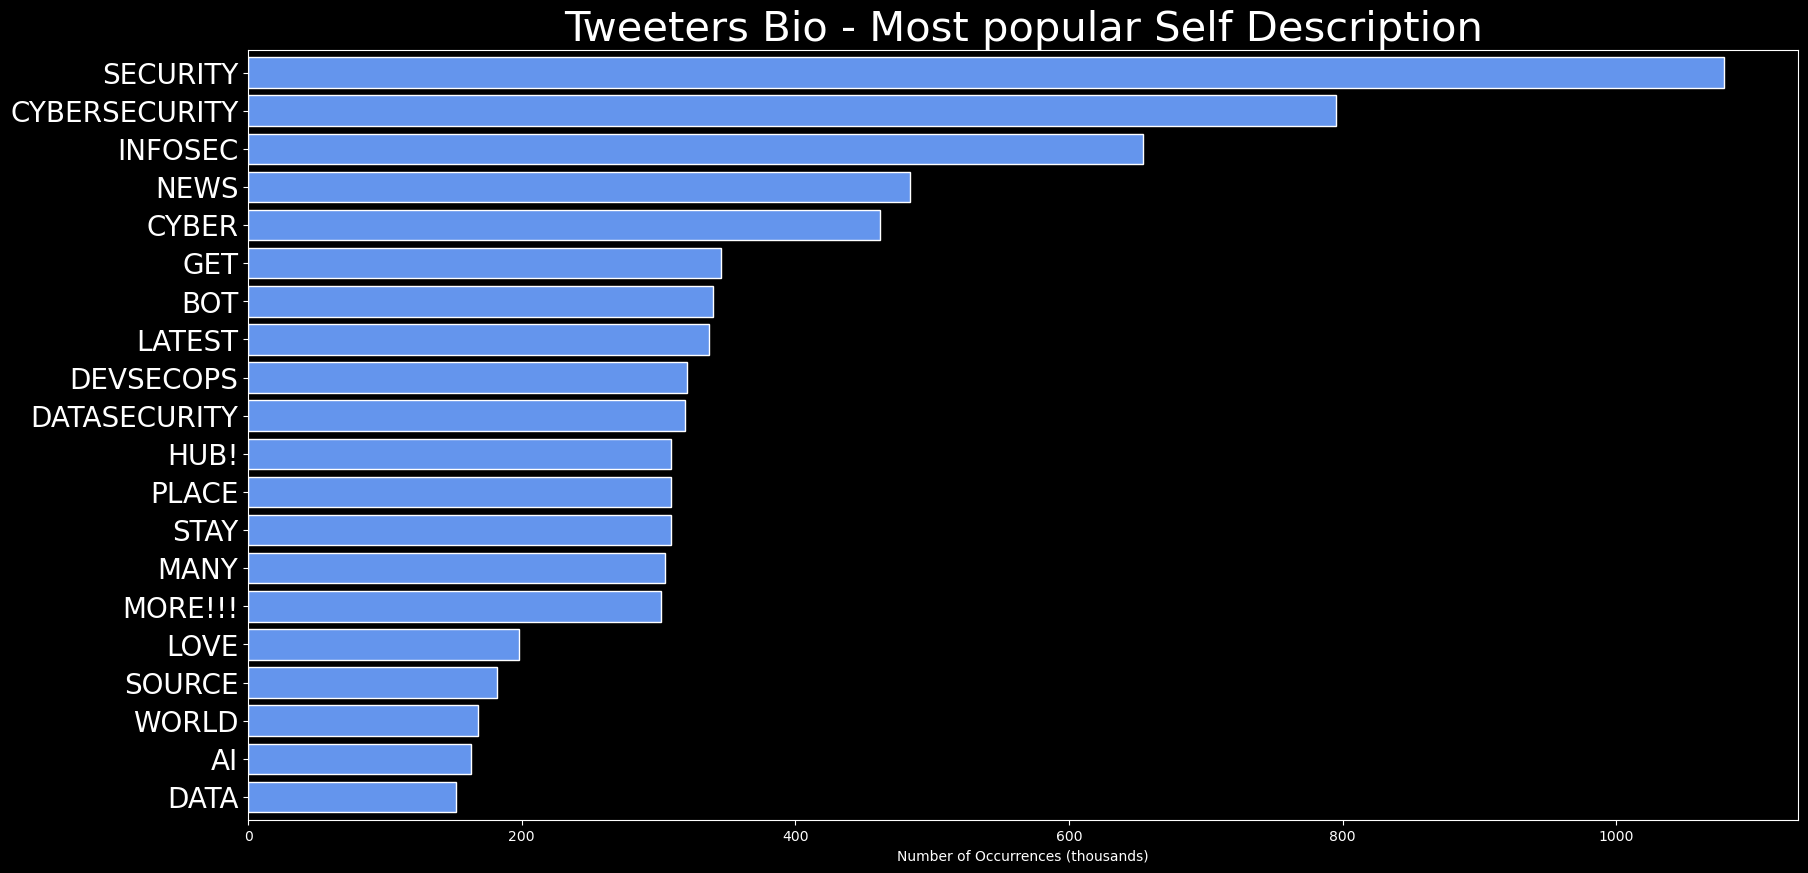 Tweeters Bio - Most popular Self Description
SECURITY
CYBERSECURITY
INFOSEC
NEWS
CYBER
GET
BOT
LATEST
DEVSECOPS
DATASECURITY
HUB!
PLACE
STAY
MANY
MORE!!!
LOVE
SOURCE
WORLD
AI
DATA
0 200 400 600 800 1000
Number of Occurrences (thousands)